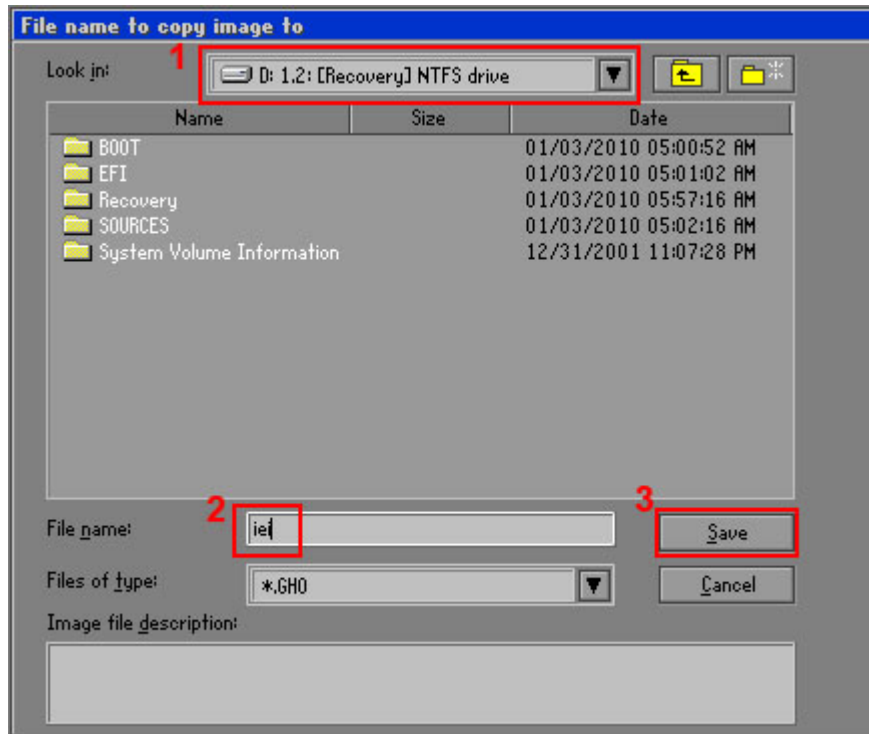 File name to copy image to
Look in: 1 D: 1.2: [Recovery] NTFS drive
Name Size Date
BOOT 01/03/2010 05:00:52 AM
EFI 01/03/2010 05:01:02 AM
Recovery 01/03/2010 05:57:16 AM
SOURCES 01/03/2010 05:02:16 AM
System Volume Information 12/31/2001 11:07:28 PM
2 3
File name: iei Save
Files of type: *.GHO Cancel
Image file description: